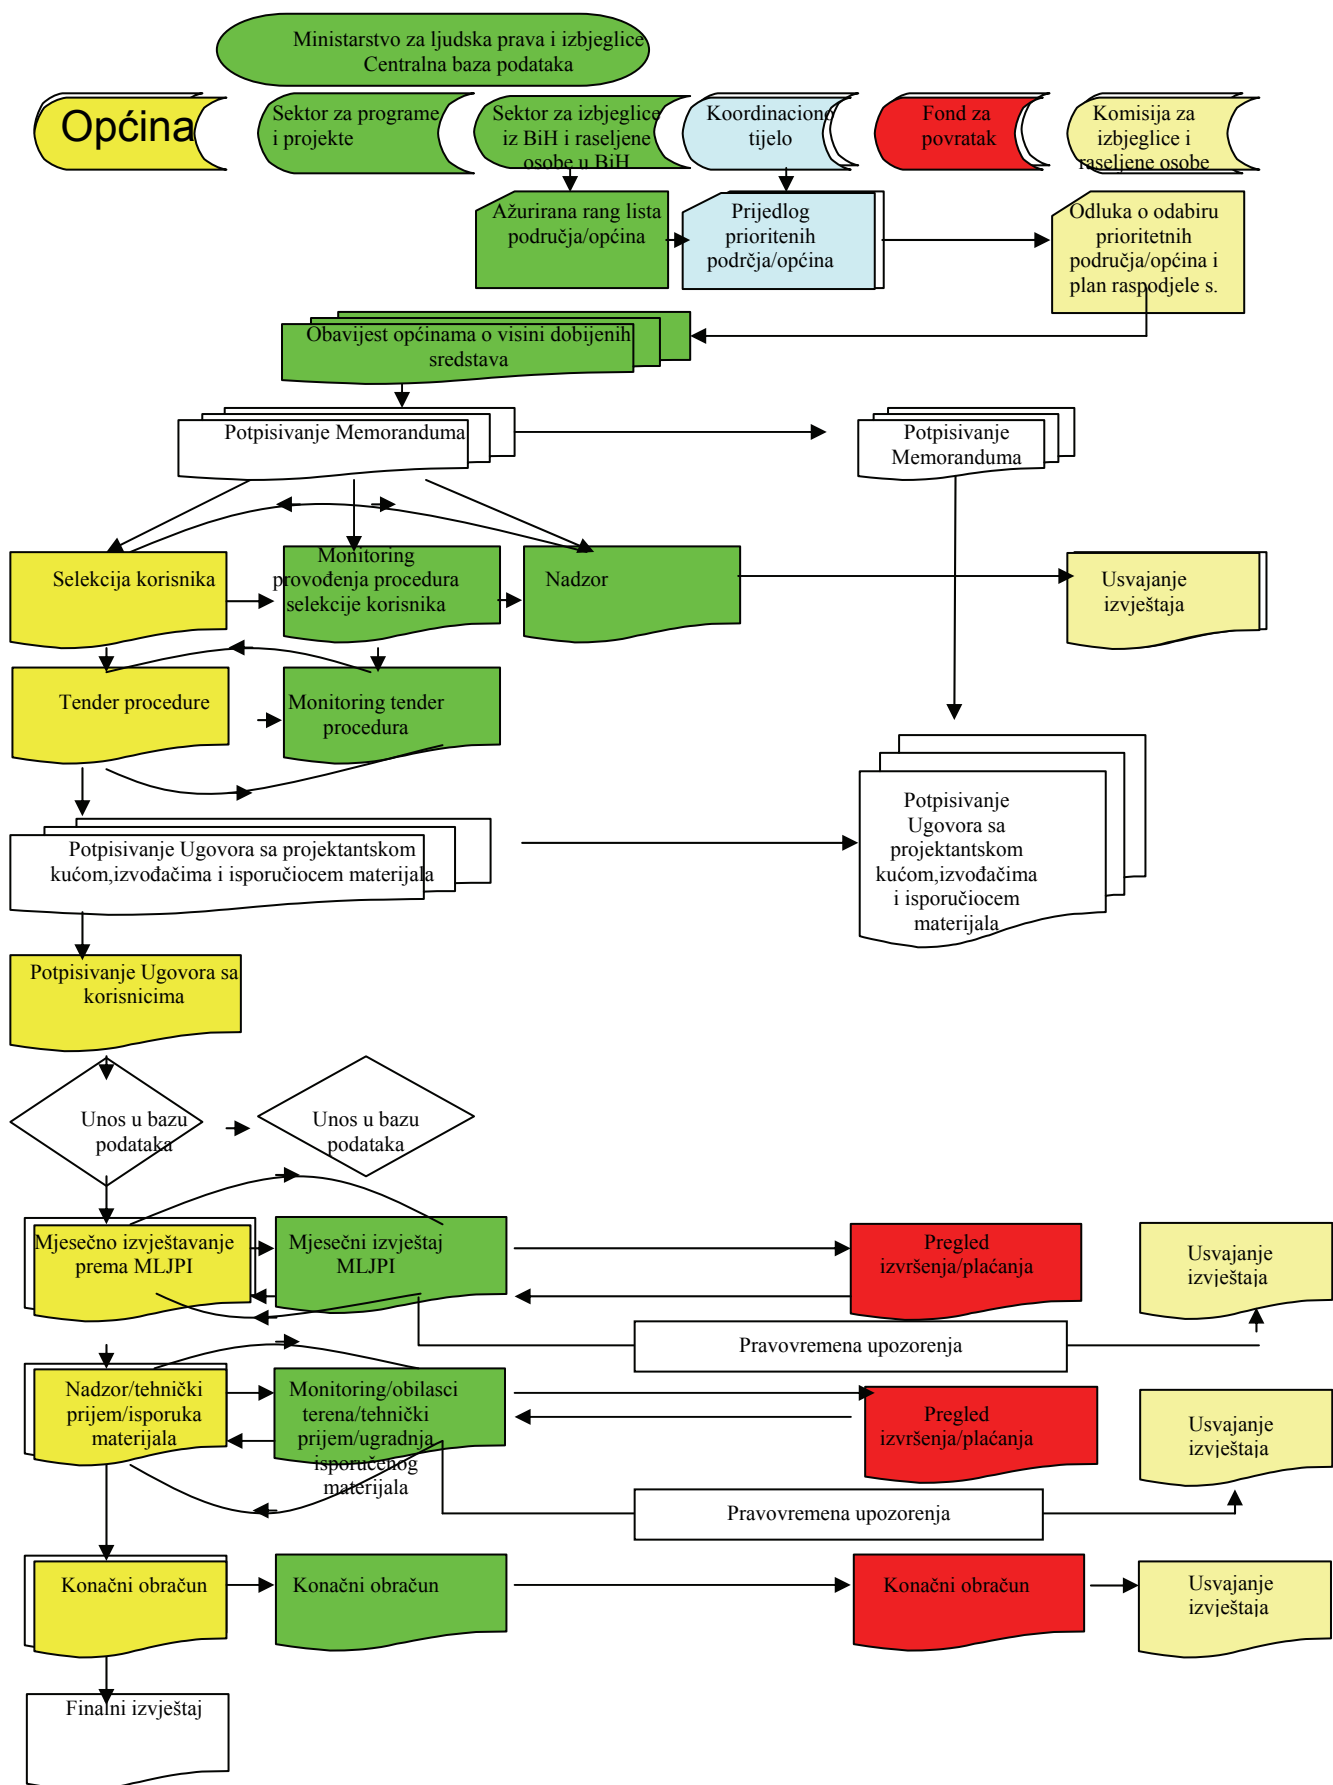 Ministarstvo za ljudska prava i izbjeglice
Centralna baza podataka
Općina
Sektor za programe
i projekte
Sektor za izbjeglice
iz BiH i raseljene
osobe u BiH
Koordinaciono
tijelo
Fond za
povratak
Komisija za
izbjeglice i
raseljene osobe
Ažurirana rang lista
područja/općina
Prijedlog
prioritenih
podrčja/općina
Odluka o odabiru
prioritetnih
područja/općina i
plan raspodjele s.
Obavijest općinama o visini dobijenih
sredstava
Potpisivanje Memoranduma
Potpisivanje
Memoranduma
Selekcija korisnika
Monitoring
provođenja procedura
selekcije korisnika
Nadzor
Usvajanje
izvještaja
Tender procedure
Monitoring tender
procedura
Potpisivanje Ugovora sa projektantskom
kućom,izvođačima i isporučiocem materijala
Potpisivanje
Ugovora sa
projektantskom
kućom,izvođačima
i isporučiocem
materijala
Potpisivanje Ugovora sa
korisnicima
Unos u bazu
podataka
Unos u bazu
podataka
Mjesečno izvještavanje
prema MLJPI
Mjesečni izvještaj
MLJPI
Pregled
izvršenja/plaćanja
Usvajanje
izvještaja
Pravovremena upozorenja
Nadzor/tehnički
prijem/isporuka
materijala
Monitoring/obilasci
terena/tehnički
prijem/ugradnja
isporučenog
materijala
Pregled
izvršenja/plaćanja
Usvajanje
izvještaja
Pravovremena upozorenja
Konačni obračun
Konačni obračun
Konačni obračun
Usvajanje
izvještaja
Finalni izvještaj